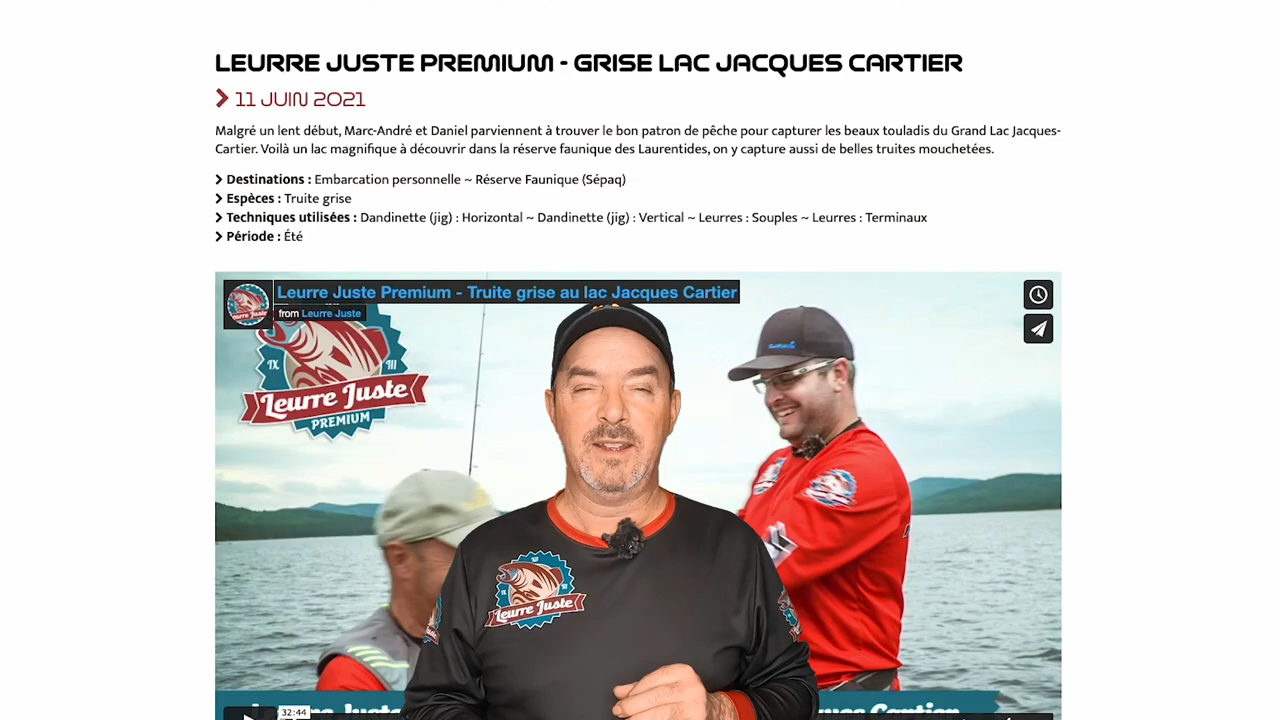 LEURRE JUSTE PREMIUM - GRISE LAC JACQUES CARTIER
11 JUIN 2021
Malgré un lent début, Marc-André et Daniel parviennent à trouver le bon patron de pêche pour capturer les beaux touladis du Grand Lac Jacques-
Cartier. Voilà un lac magnifique à découvrir dans la réserve faunique des Laurentides, on y capture aussi de belles truites mouchetées.
Destinations : Embarcation personnelle ~ Réserve Faunique (Sépaq)
Espèces : Truite grise
Techniques utilisées : Dandinette (jig) : Horizontal ~ Dandinette (jig) : Vertical ~ Leurres : Souples ~ Leurres : Terminaux
Période : Été
Leurre Juste Premium - Truite grise au lac Jacques Cartier
from Leurre Juste
IX III
Leurre Juste
PREMIUM
Leurre Juste
32:44